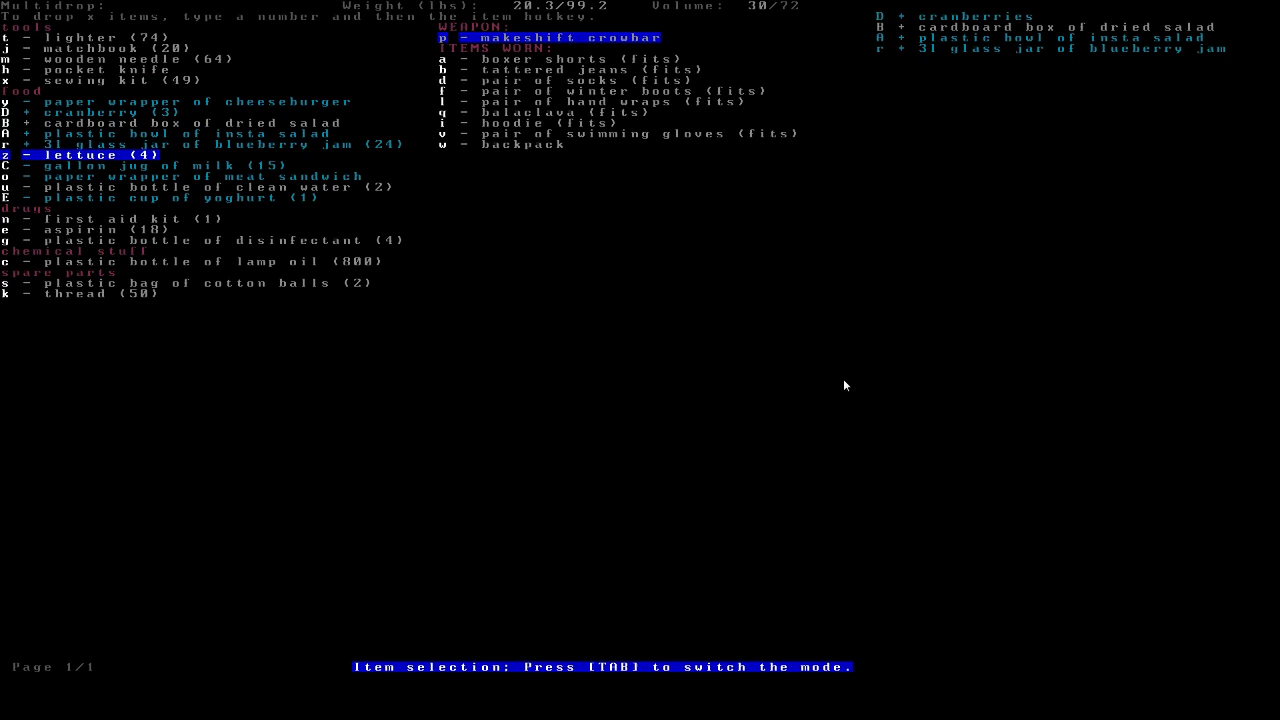 Multidrop: Weight (lbs): 20.3/99.2 Volume: 30/72
To drop x items, type a number and then the item hotkey.
tools
t - lighter (74)
j - matchbook (20)
m - wooden needle (64)
h - pocket knife
x - sewing kit (49)
food
y - paper wrapper of cheeseburger
D + cranberry (3)
B + cardboard box of dried salad
A + plastic bowl of insta salad
r + 3l glass jar of blueberry jam (24)
z - lettuce (4)
C - gallon jug of milk (15)
o - paper wrapper of meat sandwich
u - plastic bottle of clean water (2)
E - plastic cup of yoghurt (1)
drugs
n - first aid kit (1)
e - aspirin (18)
g - plastic bottle of disinfectant (4)
chemical stuff
c - plastic bottle of lamp oil (800)
spare parts
s - plastic bag of cotton balls (2)
k - thread (50)
WEAPON:
p - makeshift crowbar
ITEMS WORN:
a - boxer shorts (fits)
b - tattered jeans (fits)
d - pair of socks (fits)
f - pair of winter boots (fits)
l - pair of hand wraps (fits)
q - balaclava (fits)
i - hoodie (fits)
v - pair of swimming gloves (fits)
w - backpack
D + cranberries
B + cardboard box of dried salad
A + plastic bowl of insta salad
r + 3l glass jar of blueberry jam
Page 1/1
Item selection: Press [TAB] to switch the mode.